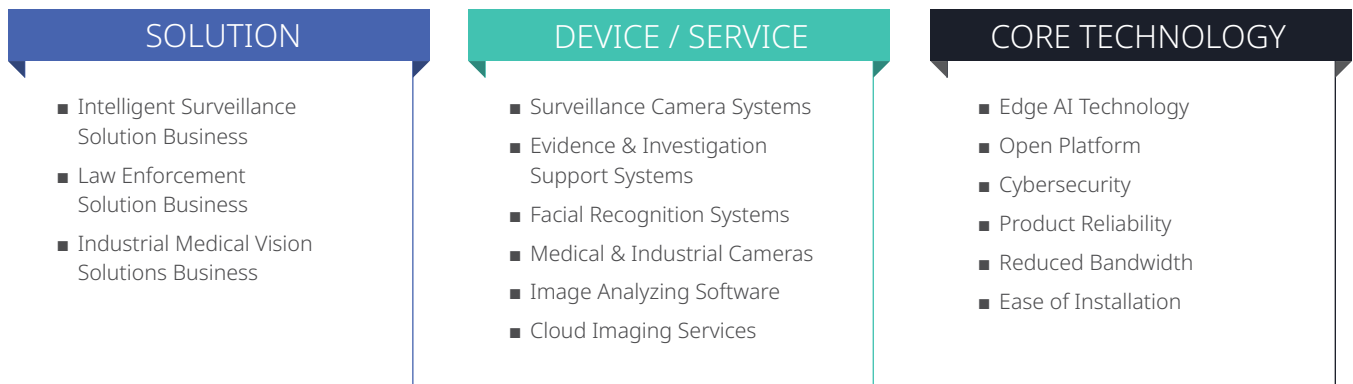 SOLUTION
■ Intelligent Surveillance
Solution Business
■ Law Enforcement
Solution Business
■ Industrial Medical Vision
Solutions Business
DEVICE / SERVICE
■ Surveillance Camera Systems
■ Evidence & Investigation
Support Systems
■ Facial Recognition Systems
■ Medical & Industrial Cameras
■ Image Analyzing Software
■ Cloud Imaging Services
CORE TECHNOLOGY
■ Edge AI Technology
■ Open Platform
■ Cybersecurity
■ Product Reliability
■ Reduced Bandwidth
■ Ease of Installation